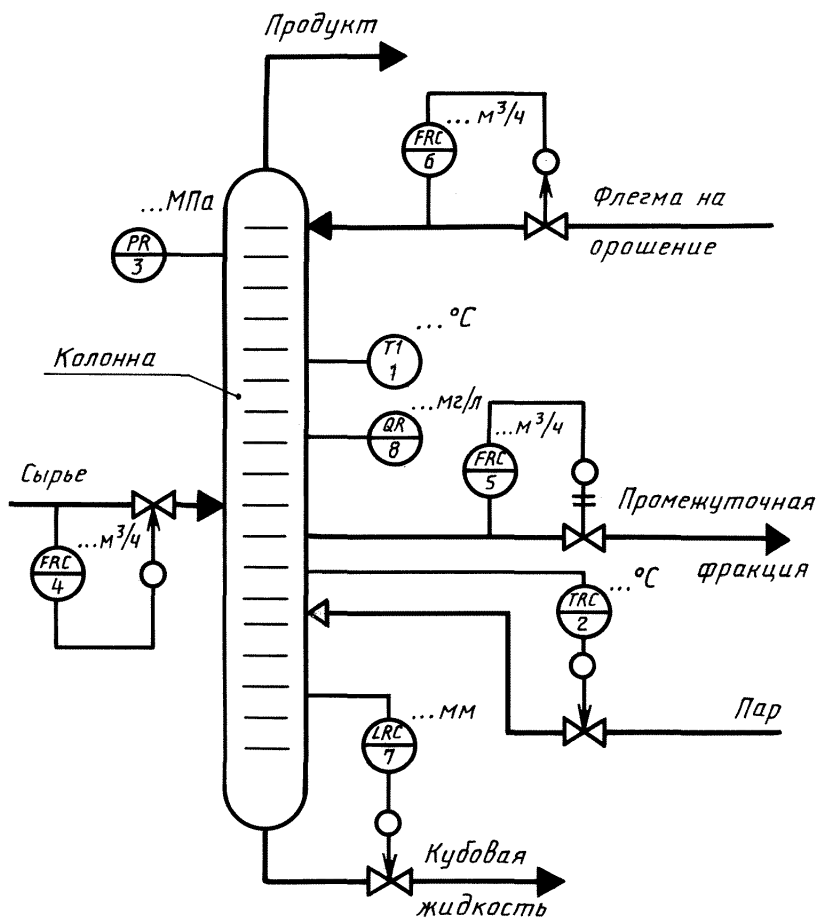 Продукт
...м³/ч
FRC
6
Флегма на
орошение
...МПа
PR
3
...°C
TI
1
Колонна
...мг/л
QR
8
...м³/ч
FRC
5
Сырье
Промежуточная
фракция
...м³/ч
FRC
4
...°C
TRC
2
...мм
LRC
7
Пар
Кубовая
жидкость